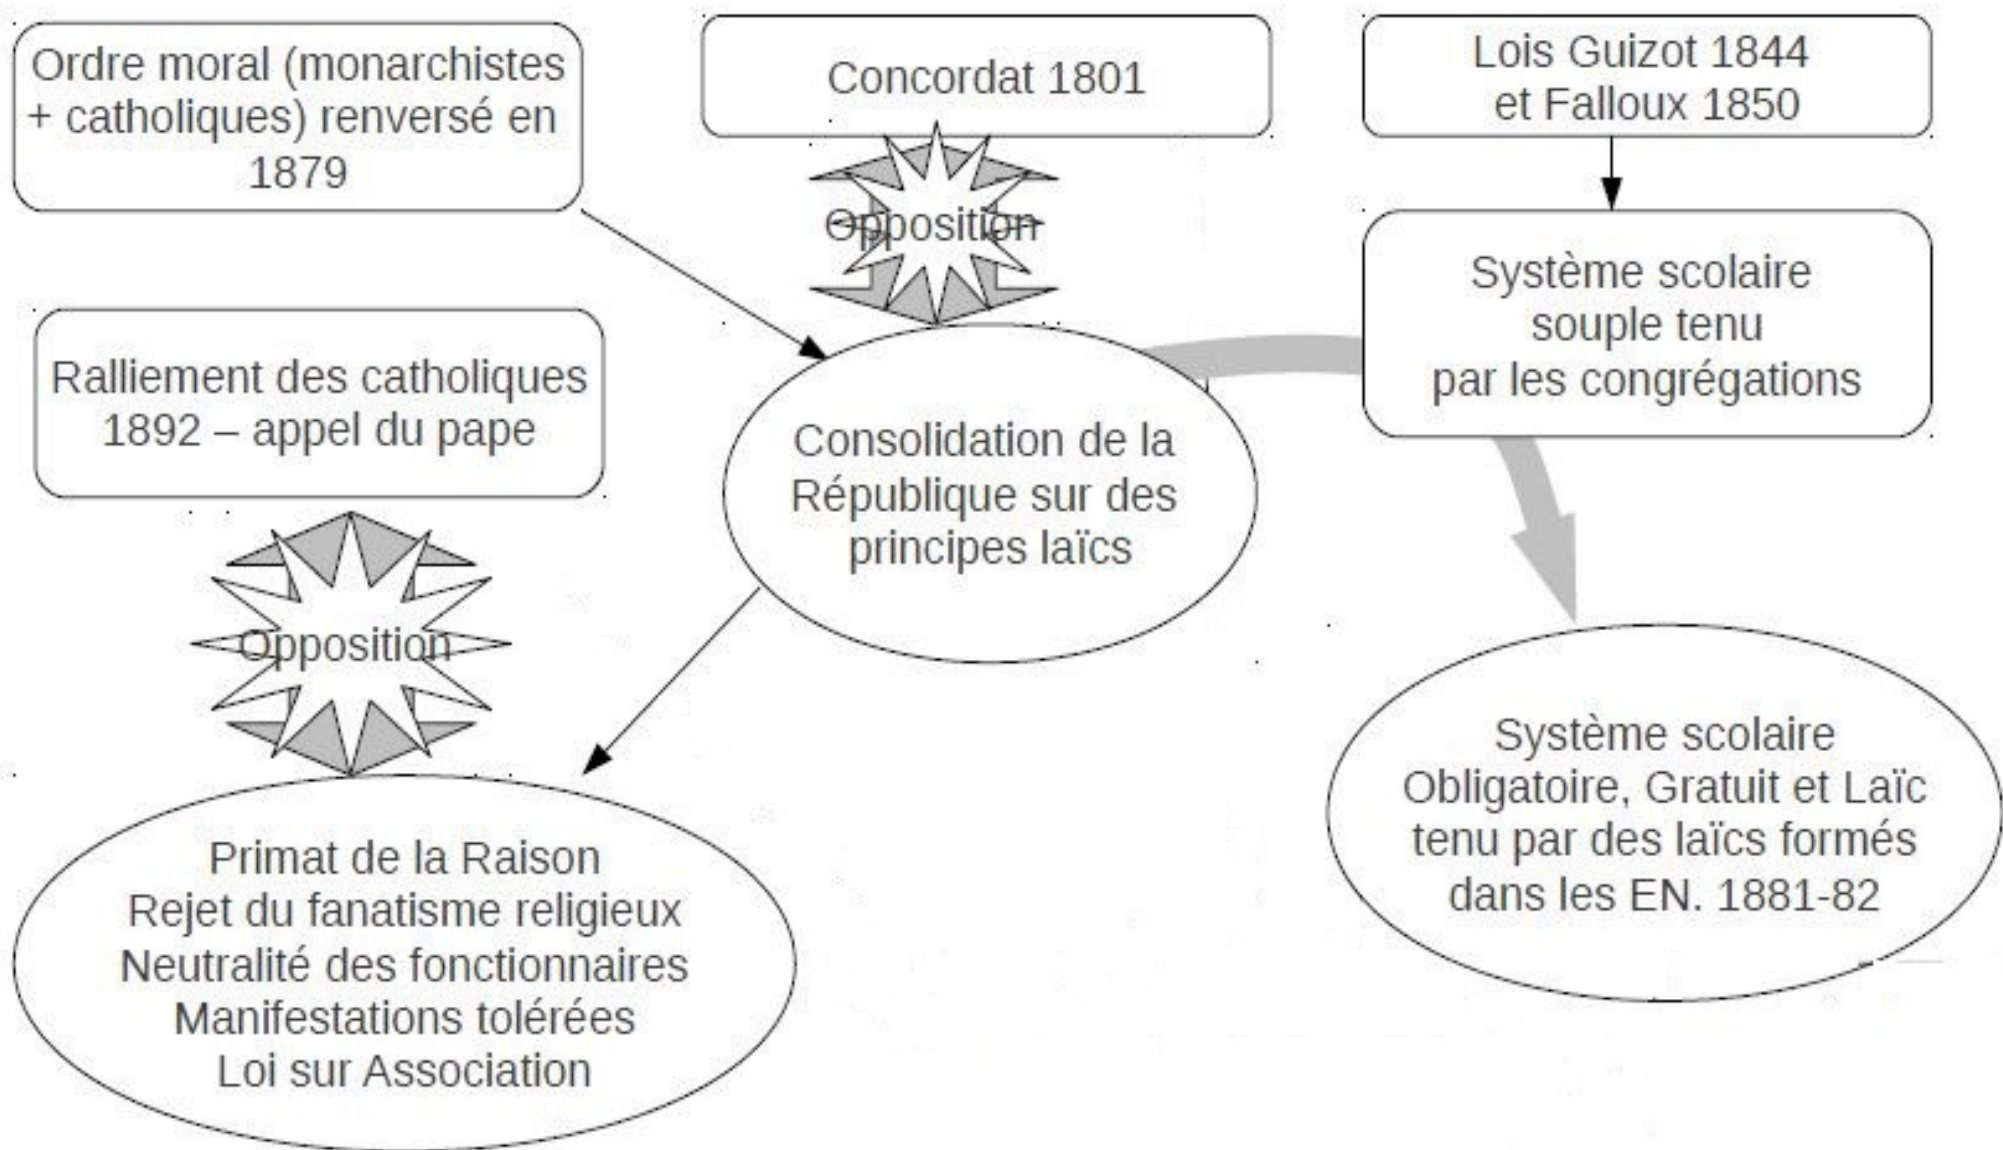 Ordre moral (monarchistes
+ catholiques) renversé en
1879
Concordat 1801
Lois Guizot 1844
et Falloux 1850
Opposition
Système scolaire
souple tenu
par les congrégations
Ralliement des catholiques
1892 – appel du pape
Consolidation de la
République sur des
principes laïcs
Opposition
Système scolaire
Obligatoire, Gratuit et Laïc
tenu par des laïcs formés
dans les EN. 1881-82
Primat de la Raison
Rejet du fanatisme religieux
Neutralité des fonctionnaires
Manifestations tolérées
Loi sur Association